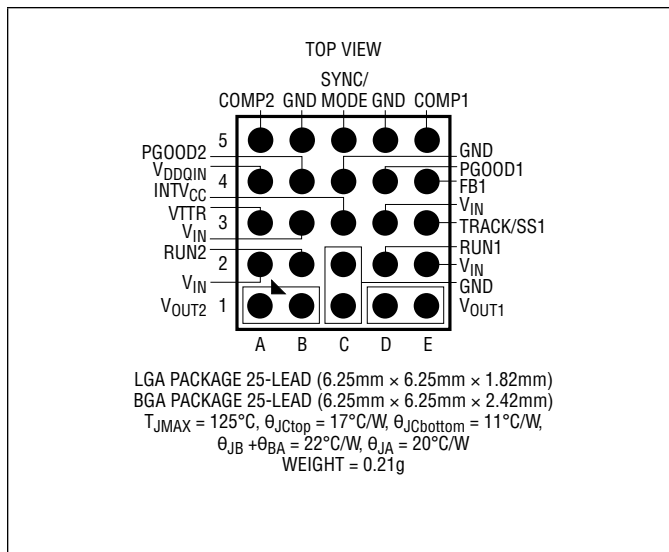 TOP VIEW
SYNC/
COMP2 GND MODE GND COMP1
5
PGOOD2
GND
VDDQIN
PGOOD1
4
FB1
INTVCC
VTTR
VIN
3
TRACK/SS1
VIN
RUN2
RUN1
2
VIN
VIN
GND
VOUT2 1
VOUT1
A B C D E
LGA PACKAGE 25-LEAD (6.25mm × 6.25mm × 1.82mm)
BGA PACKAGE 25-LEAD (6.25mm × 6.25mm × 2.42mm)
TJMAX = 125°C, θJCtop = 17°C/W, θJCbottom = 11°C/W,
θJB +θBA = 22°C/W, θJA = 20°C/W
WEIGHT = 0.21g